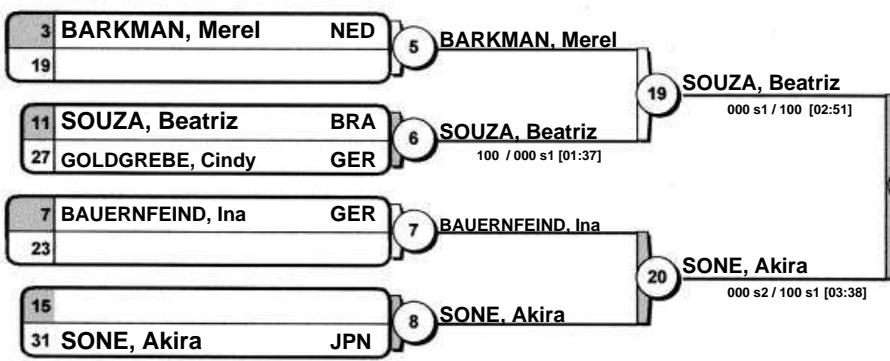 3 BARKMAN, Merel NED
19
5
BARKMAN, Merel
11 SOUZA, Beatriz BRA
27 GOLDGREBE, Cindy GER
6
SOUZA, Beatriz
100 / 000 s1 [01:37]
19
SOUZA, Beatriz
000 s1 / 100 [02:51]
7 BAUERNFEIND, Ina GER
23
7
BAUERNFEIND, Ina
15
31 SONE, Akira JPN
8
SONE, Akira
20
SONE, Akira
000 s2 / 100 s1 [03:38]